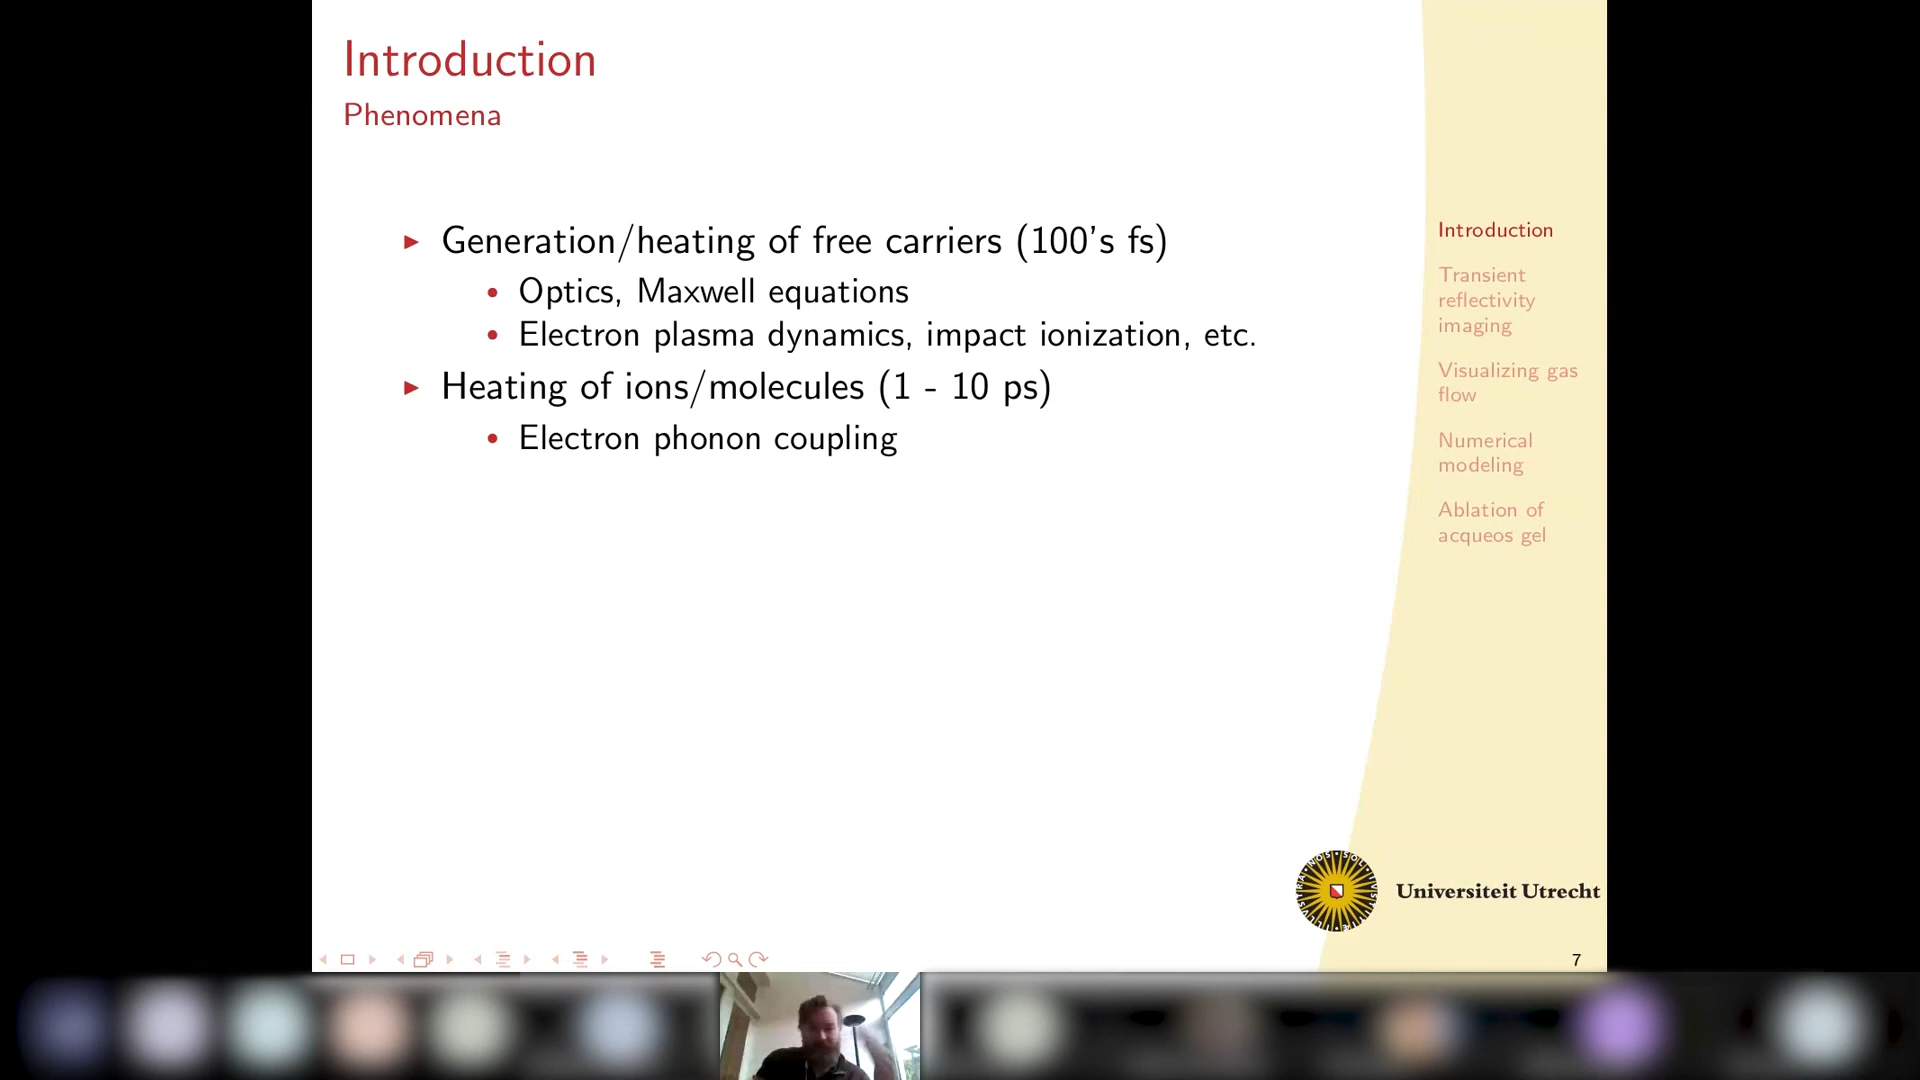 Introduction
Phenomena
Generation/heating of free carriers (100's fs)
Optics, Maxwell equations
Electron plasma dynamics, impact ionization, etc.
Heating of ions/molecules (1 - 10 ps)
Electron phonon coupling
Introduction
Transient
reflectivity
imaging
Visualizing gas
flow
Numerical
modeling
Ablation of
acqueos gel
Universiteit Utrecht
7